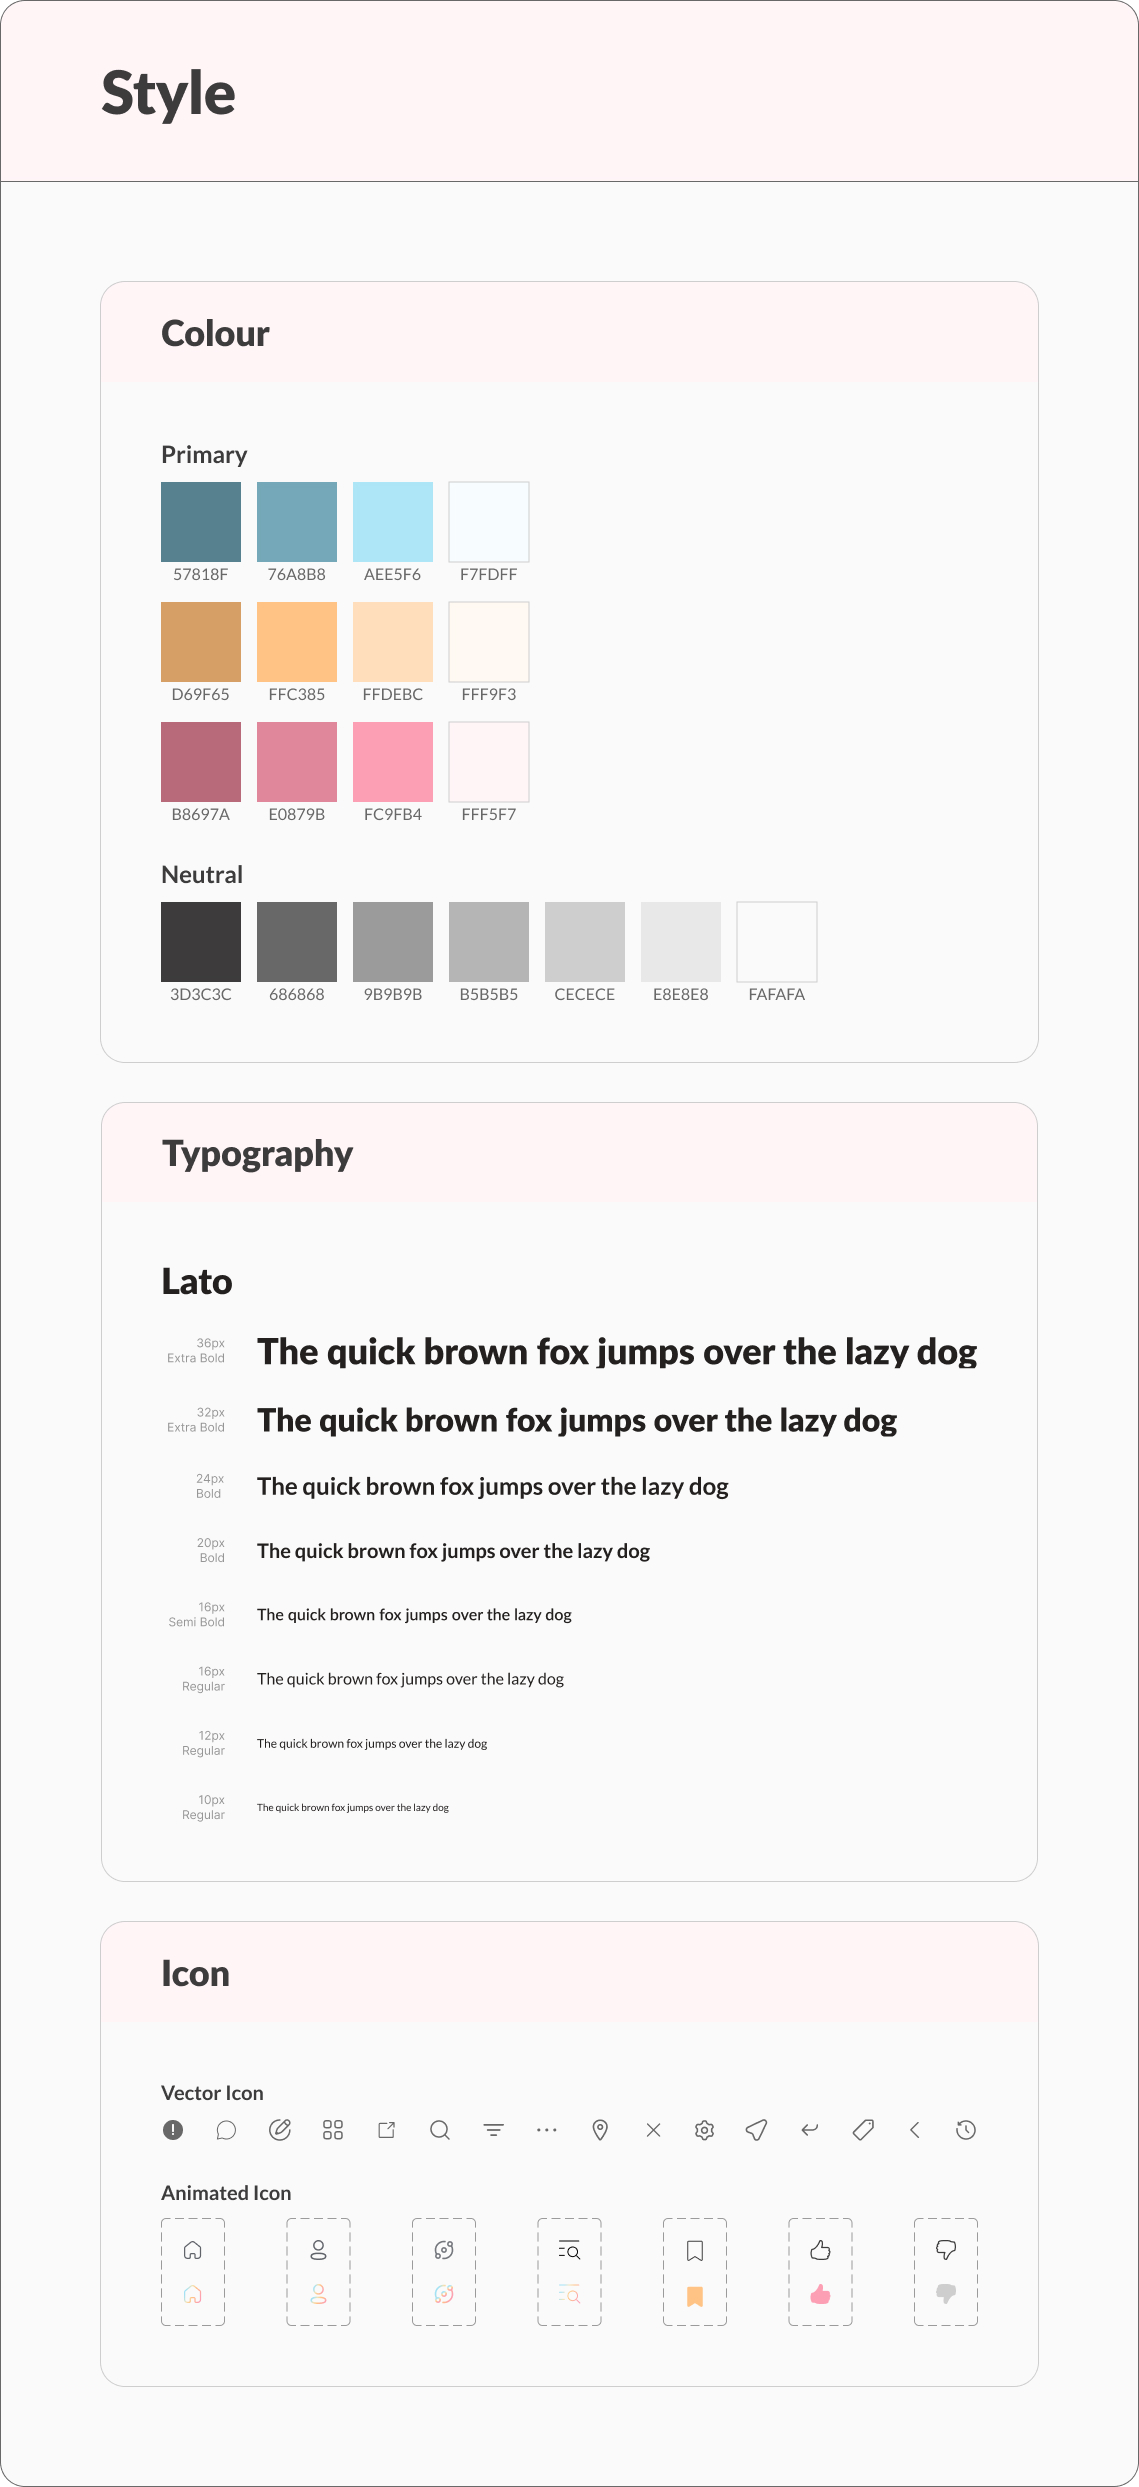 Style
Colour
Primary
57818F 76A8B8 AEE5F6 F7FDFF
D69F65 FFC385 FFDEBC FFF9F3
B8697A E0879B FC9FB4 FFF5F7
Neutral
3D3C3C 686868 9B9B9B B5B5B5 CECECE E8E8E8 FAFAFA
Typography
Lato
36px
Extra Bold
The quick brown fox jumps over the lazy dog
32px
Extra Bold
The quick brown fox jumps over the lazy dog
24px
Bold
The quick brown fox jumps over the lazy dog
20px
Bold
The quick brown fox jumps over the lazy dog
16px
Semi Bold
The quick brown fox jumps over the lazy dog
16px
Regular
The quick brown fox jumps over the lazy dog
12px
Regular
The quick brown fox jumps over the lazy dog
10px
Regular
The quick brown fox jumps over the lazy dog
Icon
Vector Icon
Animated Icon